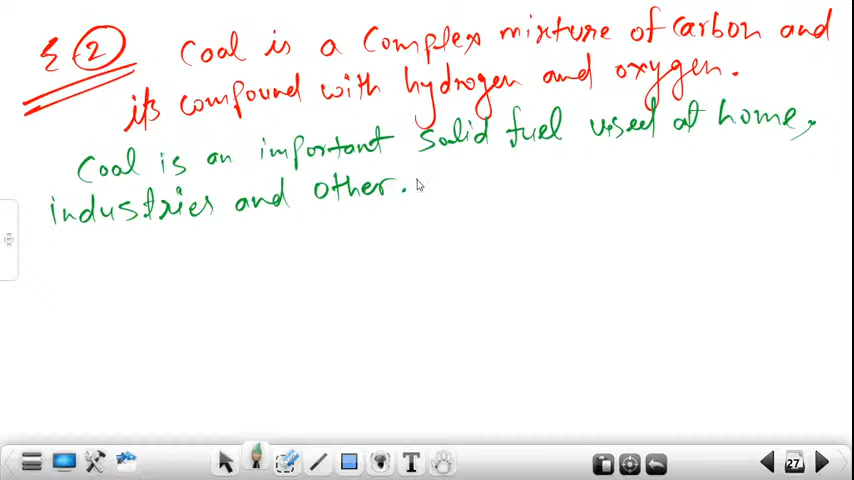 ξ 2 Coal is a Complex mixture of carbon and
its compound with hydrogen and oxygen.
Coal is an important solid fuel used at home,
industries and other.
27